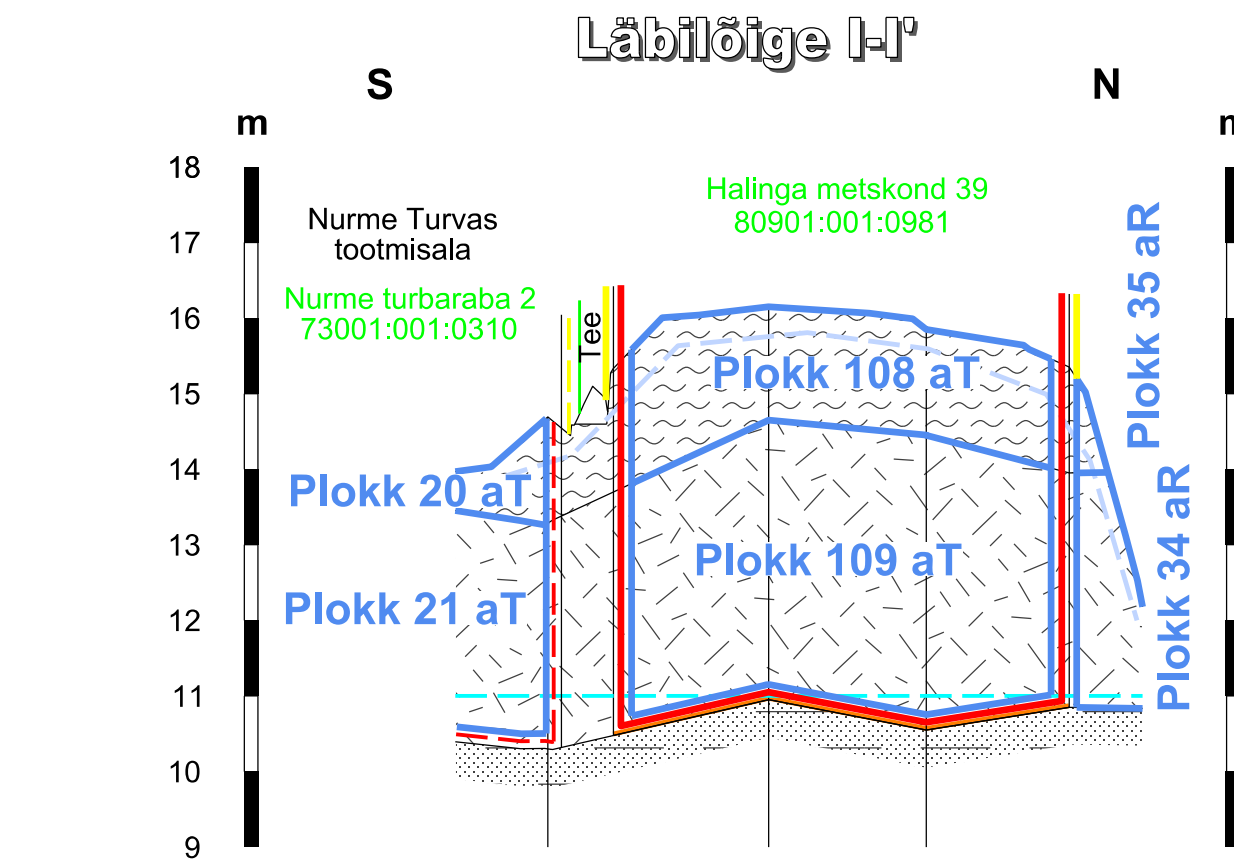 Läbilõige I-I'
S
N
m
18
17
16
15
14
13
12
11
10
9
Nurme Turvas
tootmisala
Nurme turbaraba 2
73001:001:0310
Tee
Halinga metskond 39
80901:001:0981
Plokk 108 aT
Plokk 109 aT
Plokk 20 aT
Plokk 21 aT
Plokk 35 aR
Plokk 34 aR